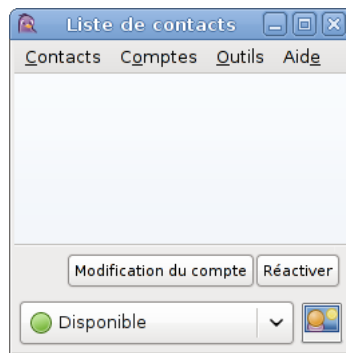 Liste de contacts
Contacts Comptes Outils Aide
Modification du compte Réactiver
Disponible